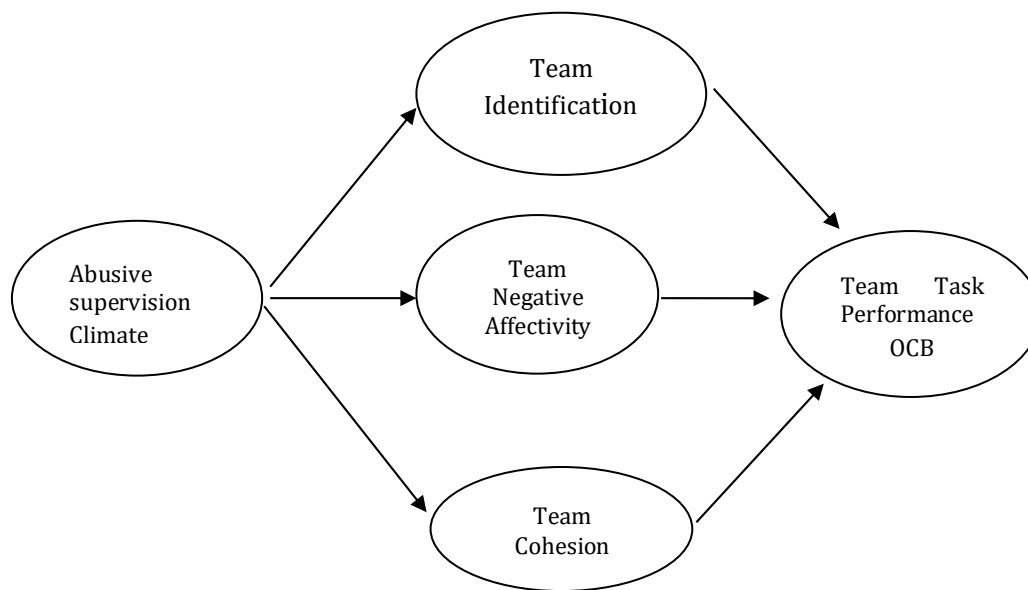 Team
Identification
Abusive
supervision
Climate
Team
Negative
Affectivity
Team Task
Performance
OCB
Team
Cohesion